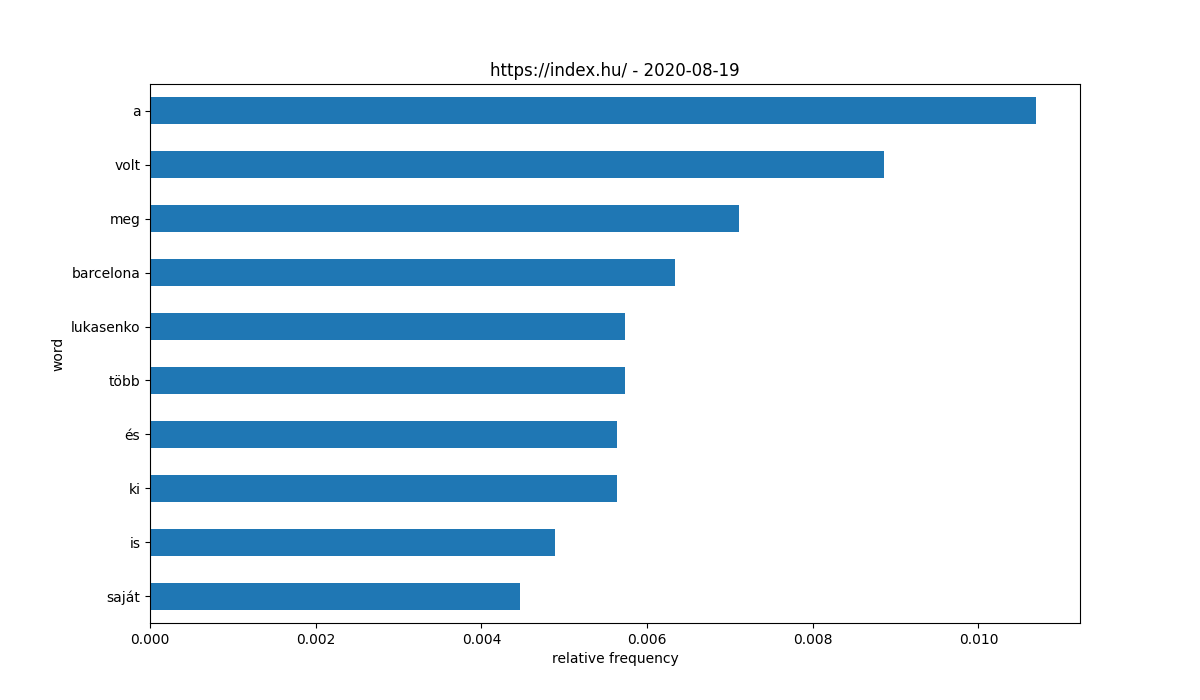 https://index.hu/ - 2020-08-19
a
volt
meg
barcelona
lukasenko
több
és
ki
is
saját
word
0.000 0.002 0.004 0.006 0.008 0.010
relative frequency